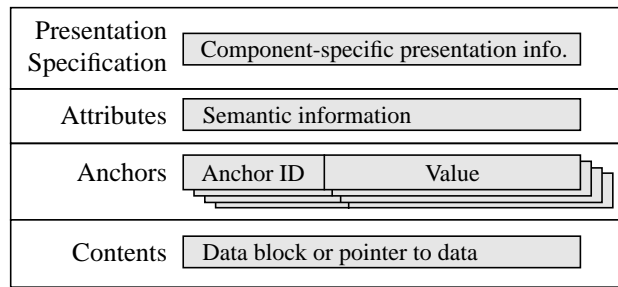 Presentation
Specification
Component-specific presentation info.
Attributes
Semantic information
Anchors
Anchor ID
Value
Contents
Data block or pointer to data